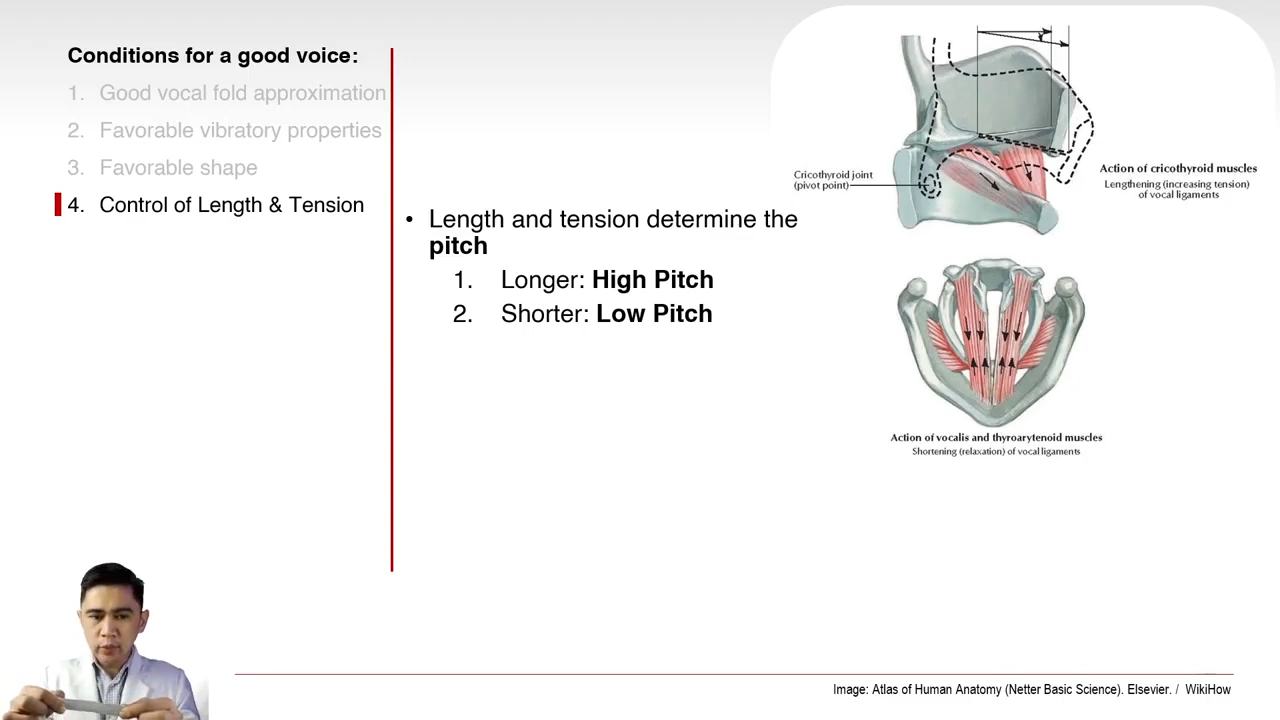 Conditions for a good voice:
1. Good vocal fold approximation
2. Favorable vibratory properties
3. Favorable shape
4. Control of Length & Tension
• Length and tension determine the
pitch
1. Longer: High Pitch
2. Shorter: Low Pitch
Cricothyroid joint
(pivot point)
Action of cricothyroid muscles
Lengthening (increasing tension)
of vocal ligaments
Action of vocalis and thyroarytenoid muscles
Shortening (relaxation) of vocal ligaments
Image: Atlas of Human Anatomy (Netter Basic Science). Elsevier. / WikiHow